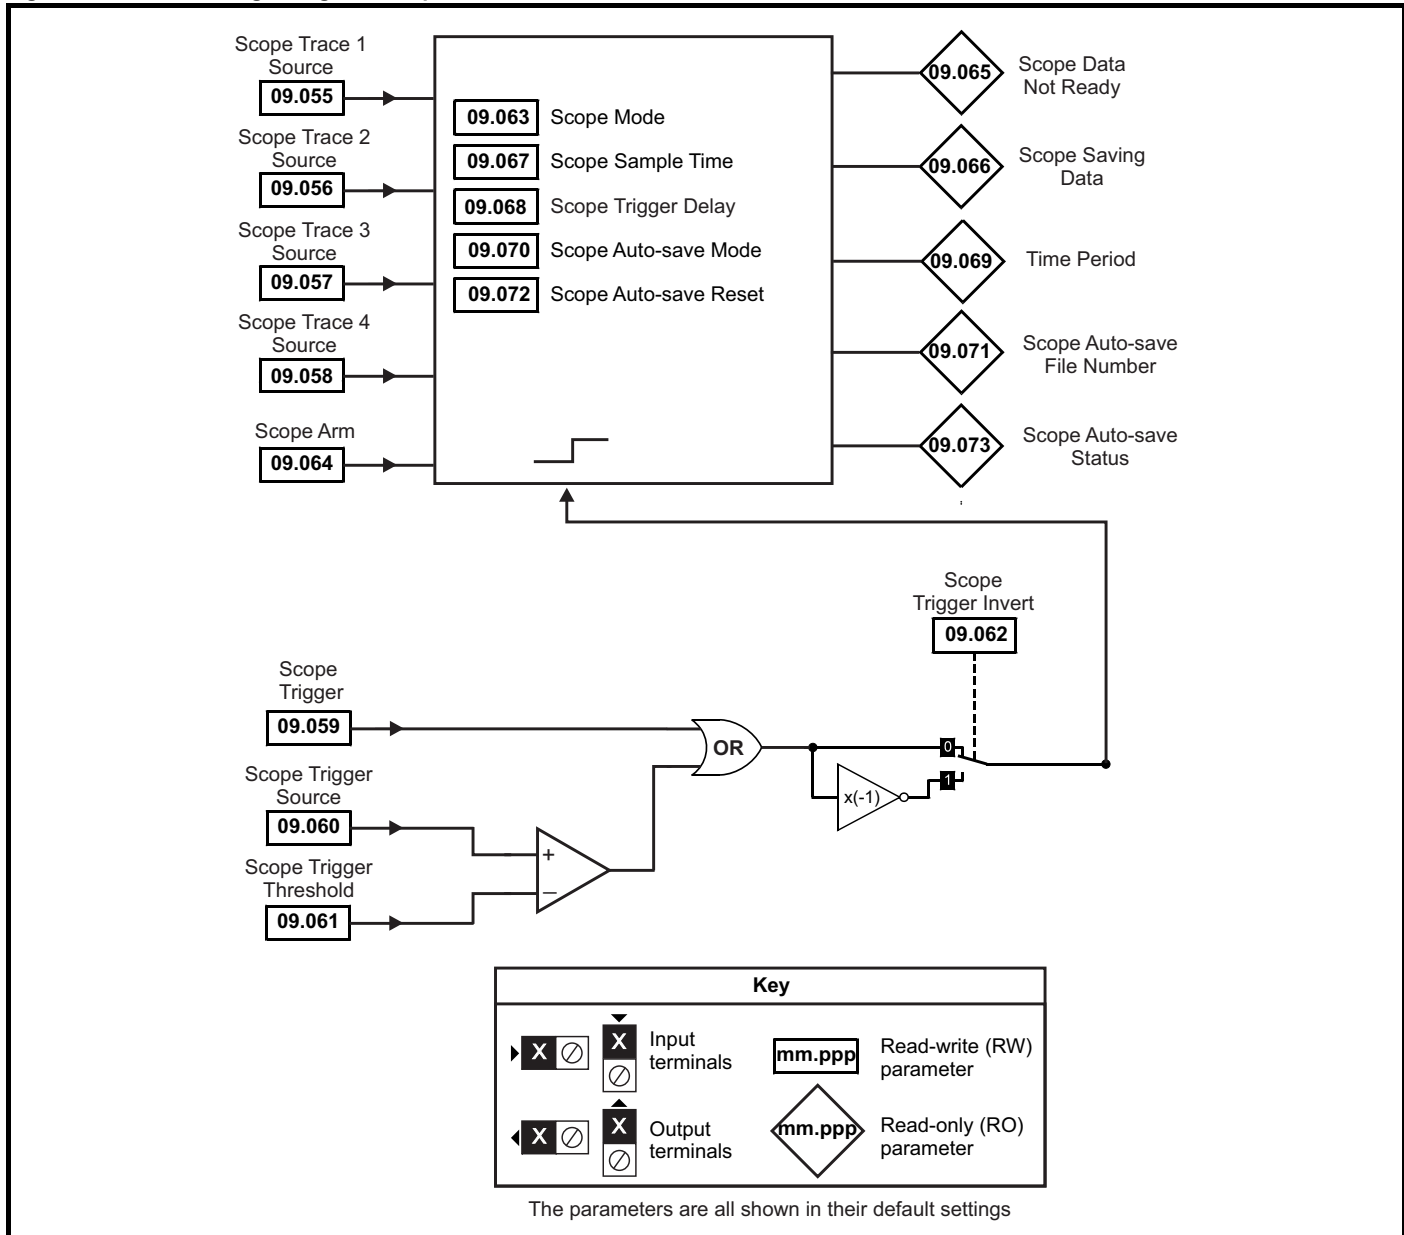 Scope Trace 1
Source
09.055
Scope Trace 2
Source
09.056
Scope Trace 3
Source
09.057
Scope Trace 4
Source
09.058
Scope Arm
09.064
09.063 Scope Mode
09.067 Scope Sample Time
09.068 Scope Trigger Delay
09.070 Scope Auto-save Mode
09.072 Scope Auto-save Reset
09.065 Scope Data
Not Ready
09.066 Scope Saving
Data
09.069 Time Period
09.071 Scope Auto-save
File Number
09.073 Scope Auto-save
Status
Scope
Trigger Invert
09.062
Scope
Trigger
09.059
Scope Trigger
Source
09.060
Scope Trigger
Threshold
09.061
+
−
OR
x(-1)
0
1
Key
X
X
Input
terminals
mm.ppp
Read-write (RW)
parameter
X
X
Output
terminals
mm.ppp
Read-only (RO)
parameter
The parameters are all shown in their default settings